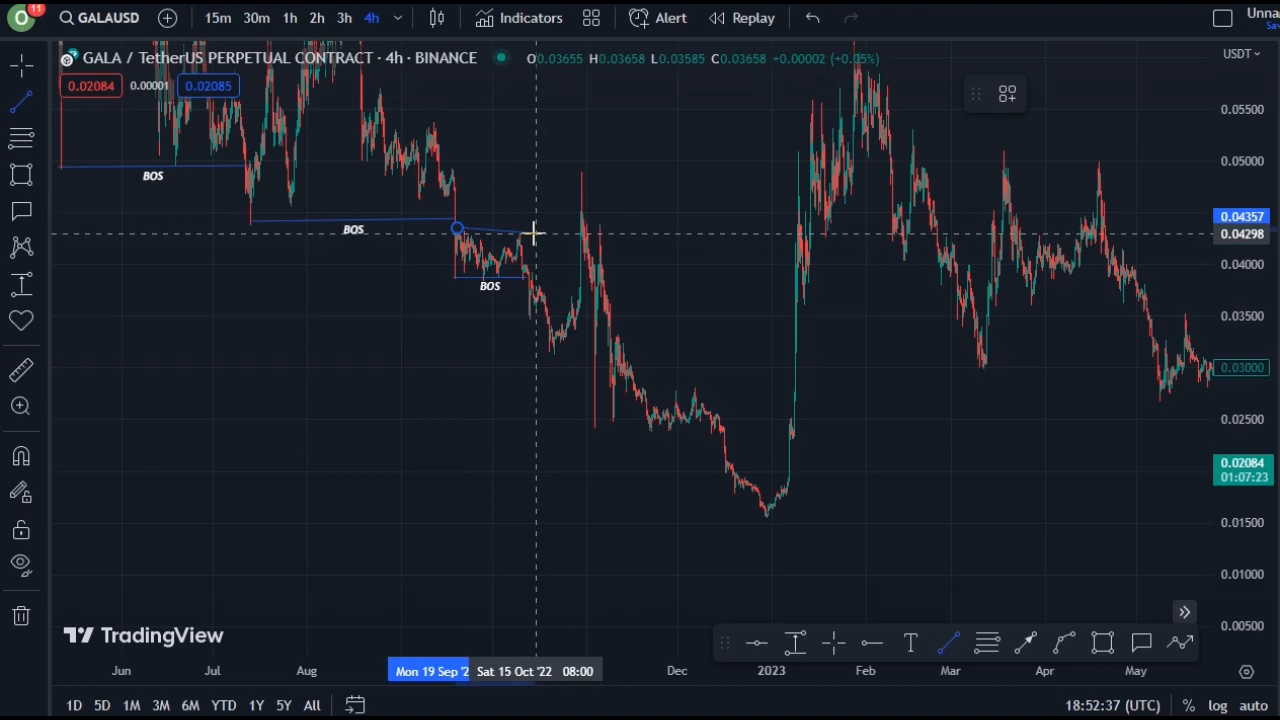 O 11 GALAUSD 15m 30m 1h 2h 3h 4h Indicators Alert Replay Unna
Sav
GALA / TetherUS PERPETUAL CONTRACT · 4h · BINANCE O0.03655 H0.03658 L0.03585 C0.03658 +0.00002 (+0.05%) USDT
0.02084 0.00001 0.02085
0.05500
0.05000
BOS
0.04357
BOS
0.04298
0.04000
BOS
0.03500
0.03000
0.02500
0.02084
01:07:23
0.01500
0.01000
0.00500
TradingView
T
Jun Jul Aug Mon 19 Sep '2 Sat 15 Oct '22 08:00 Dec 2023 Feb Mar Apr May
1D 5D 1M 3M 6M YTD 1Y 5Y All 18:52:37 (UTC) % log auto